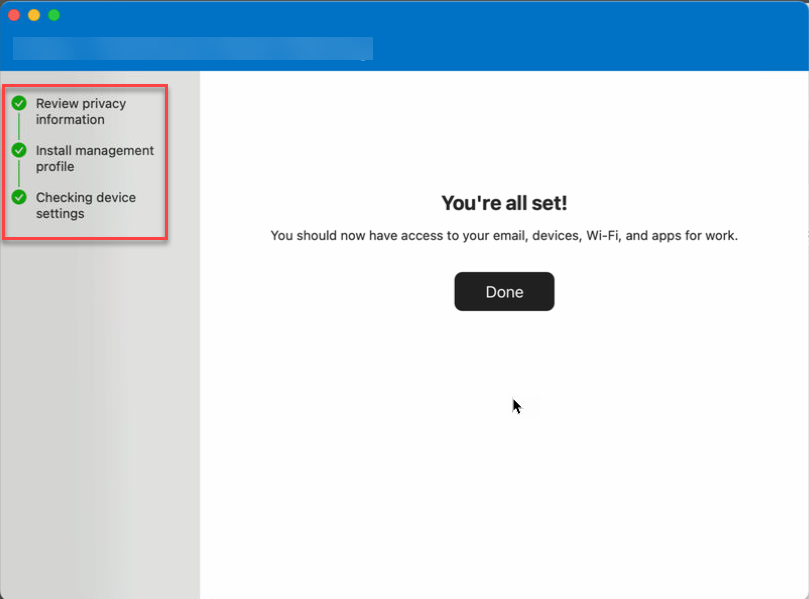 Review privacy
information
Install management
profile
Checking device
settings
You're all set!
You should now have access to your email, devices, Wi-Fi, and apps for work.
Done